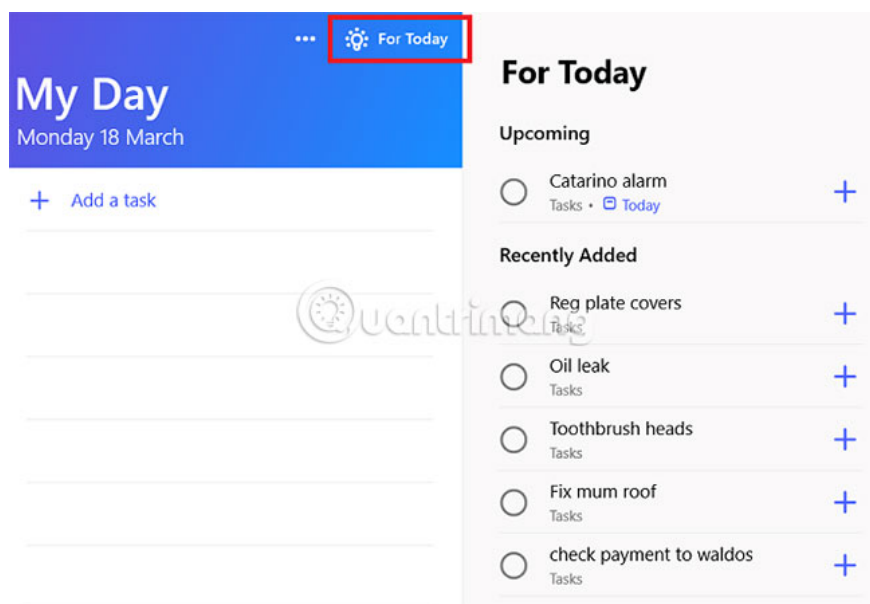 For Today
My Day
Monday 18 March
Add a task
For Today
Upcoming
Catarino alarm
Tasks • Today
Recently Added
Reg plate covers
Tasks
Oil leak
Tasks
Toothbrush heads
Tasks
Fix mum roof
Tasks
check payment to waldos
Tasks
Quantrimang